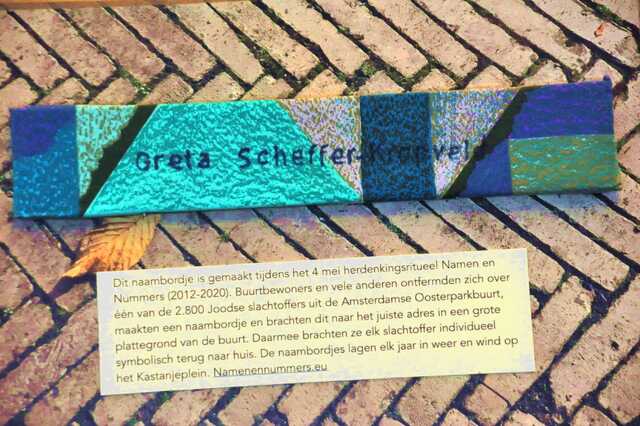 Greta Scheffer-
Dit naambordje is gemaakt tijdens het 4 mei herdenkingsritueel Namen en
Nummers (2012-2020). Buurtbewoners en vele anderen ontfermden zich over
één van de 2.800 Joodse slachtoffers uit de Amsterdamse Oosterparkbuurt,
maakten een naambordje en brachten dit naar het juiste adres in een grote
plattegrond van de buurt. Daarmee brachten ze elk slachtoffer individueel
symbolisch terug naar huis. De naambordjes lagen elk jaar in weer en wind op
het Kastanjeplein. Namenennummers.eu